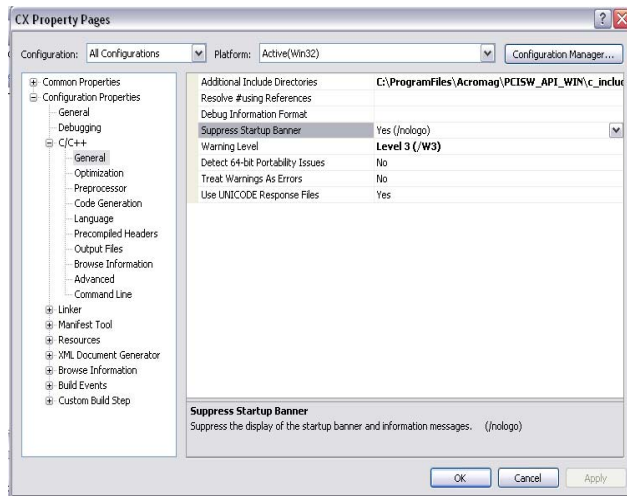 CX Property Pages
Configuration: All Configurations Platform: Active(Win32) Configuration Manager...
Common Properties
Configuration Properties
General
Debugging
C/C++
General
Optimization
Preprocessor
Code Generation
Language
Precompiled Headers
Output Files
Browse Information
Advanced
Command Line
Linker
Manifest Tool
Resources
XML Document Generator
Browse Information
Build Events
Custom Build Step
Additional Include Directories C:\ProgramFiles\Acromag\PCISW_API_WIN\c_includ
Resolve #using References
Debug Information Format
Suppress Startup Banner Yes (/nologo)
Warning Level Level 3 (/W3)
Detect 64-bit Portability Issues No
Treat Warnings As Errors No
Use UNICODE Response Files Yes
Suppress Startup Banner
Suppress the display of the startup banner and information messages. (/nologo)
OK Cancel Apply